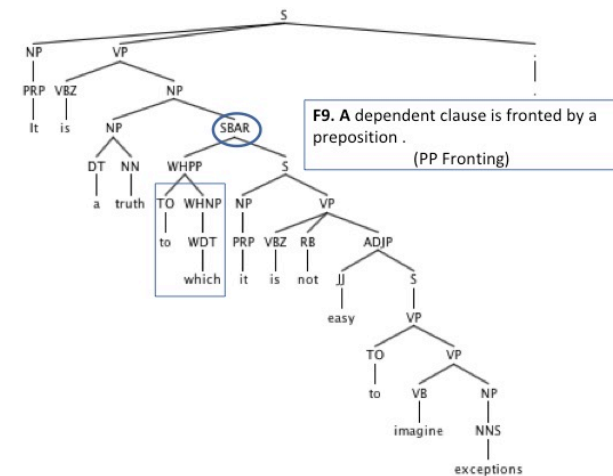 S
NP VP .
PRP VBZ NP .
It is NP SBAR
F9. A dependent clause is fronted by a
preposition .
(PP Fronting)
DT NN WHPP S
a truth TO WHNP NP VP
to WDT PRP VBZ RB ADJP
which it is not JJ S
easy VP
TO VP
to VB NP
imagine NNS
exceptions